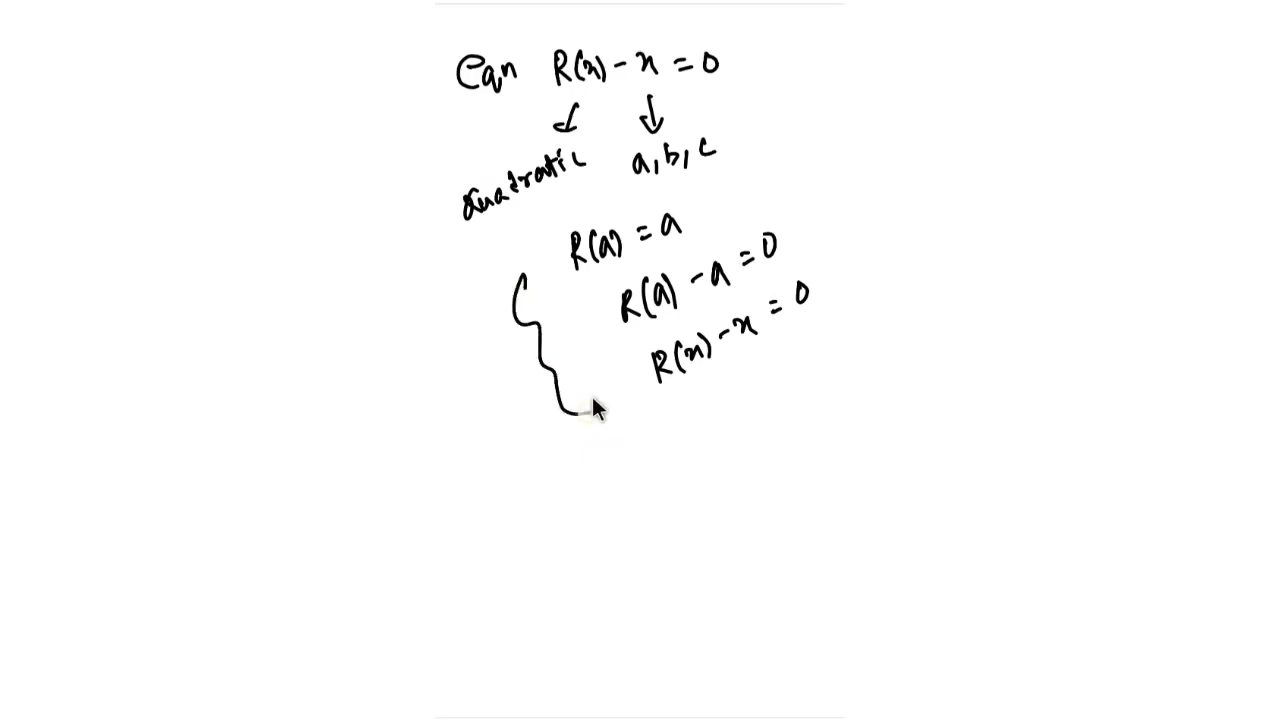 Eqn R(x) - x = 0
quadratic a, b, c
R(a) = a
R(a) - a = 0
R(x) - x = 0